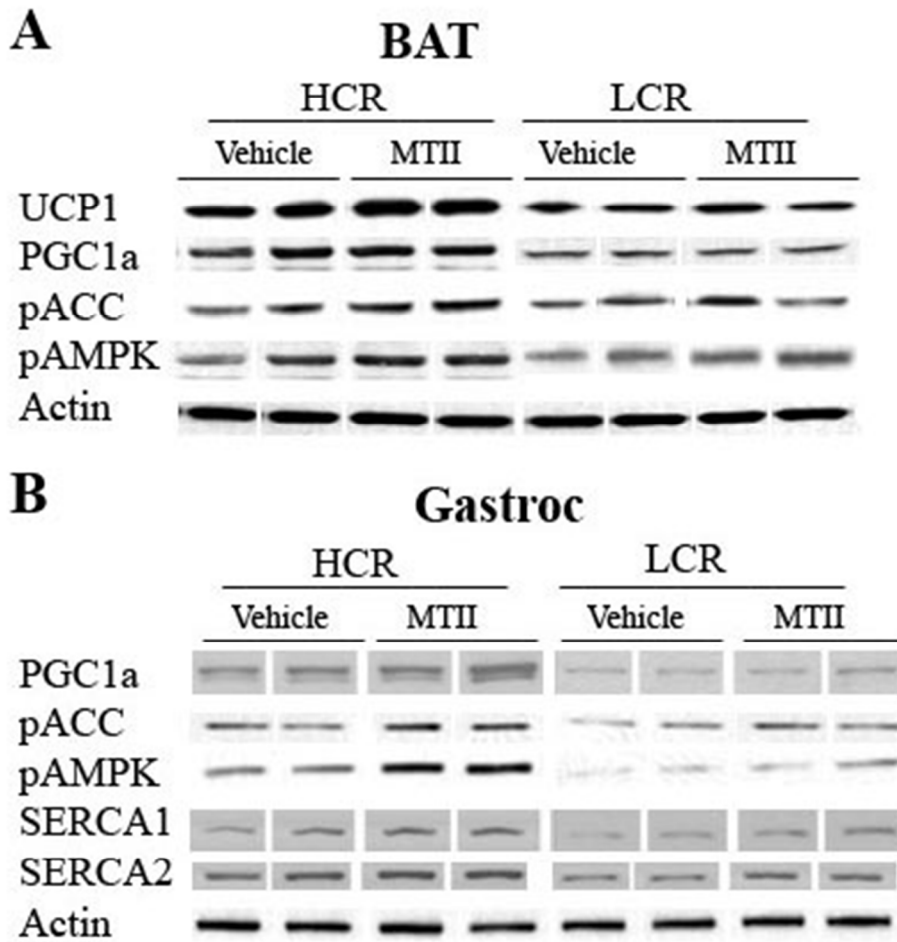 A
BAT
HCR LCR
Vehicle MTII Vehicle MTII
UCP1
PGC1a
pACC
pAMPK
Actin
B
Gastroc
HCR LCR
Vehicle MTII Vehicle MTII
PGC1a
pACC
pAMPK
SERCA1
SERCA2
Actin